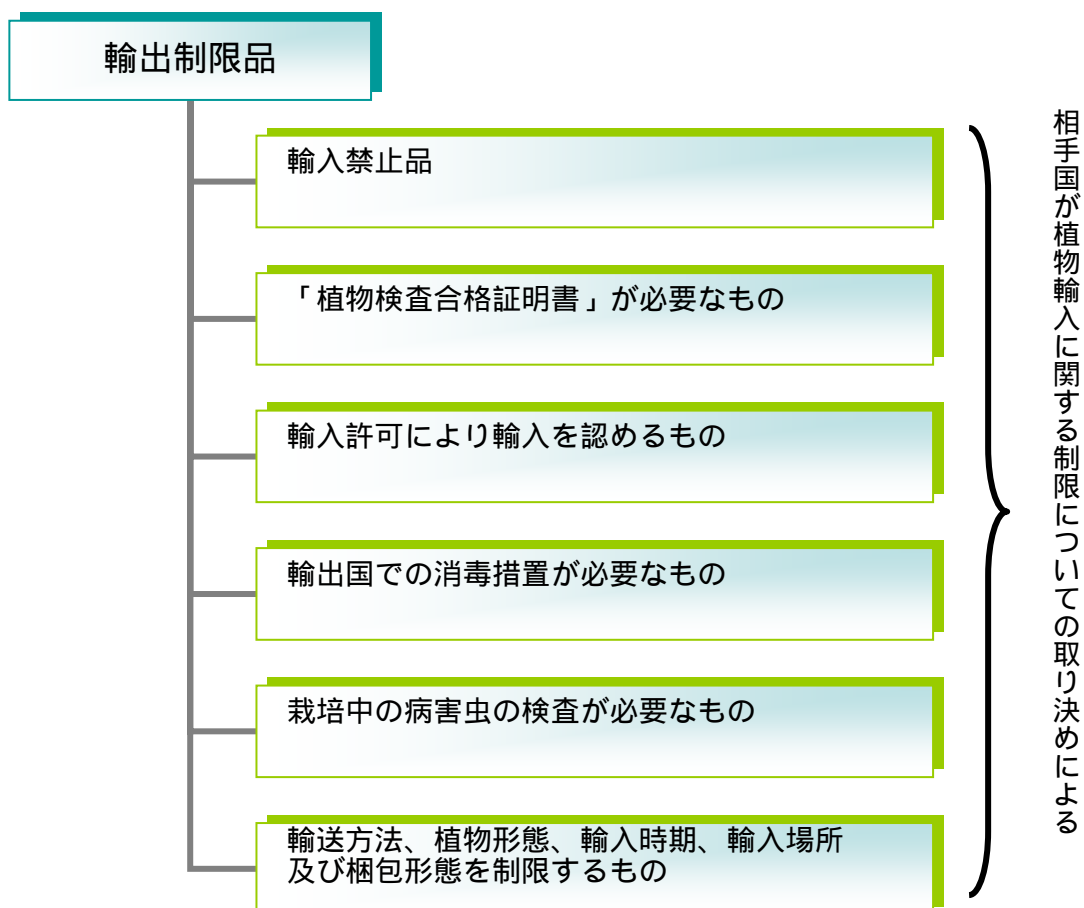 輸出制限品
輸入禁止品
「植物検査合格証明書」が必要なもの
輸入許可により輸入を認めるもの
輸出国での消毒措置が必要なもの
栽培中の病害虫の検査が必要なもの
輸送方法、植物形態、輸入時期、輸入場所
及び梱包形態を制限するもの
相手国が植物輸入に関する制限についての取り決めによる